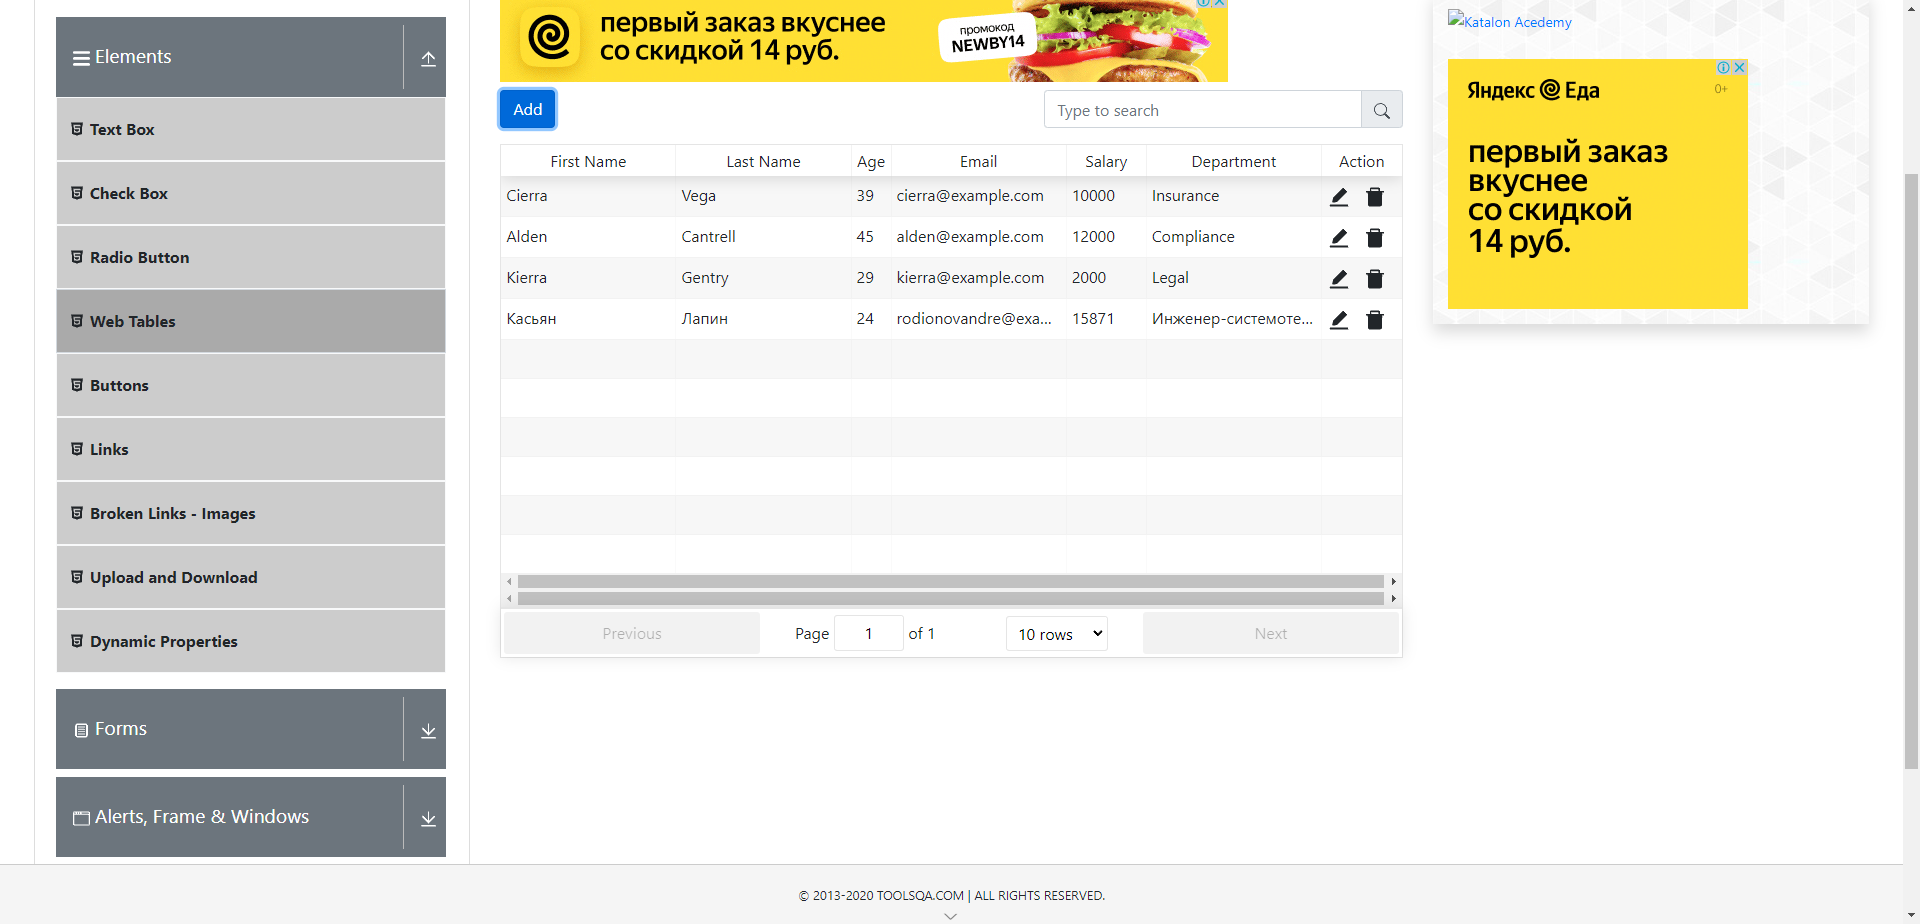 Elements
Text Box
Check Box
Radio Button
Web Tables
Buttons
Links
Broken Links - Images
Upload and Download
Dynamic Properties
Forms
Alerts, Frame & Windows
первый заказ вкуснее
со скидкой 14 руб.
промокод
NEWBY14
Add
Type to search
First Name Last Name Age Email Salary Department Action
Cierra Vega 39 cierra@example.com 10000 Insurance
Alden Cantrell 45 alden@example.com 12000 Compliance
Kierra Gentry 29 kierra@example.com 2000 Legal
Касьян Лапин 24 rodionovandre@exa... 15871 Инженер-системоте...
Previous Page 1 of 1 10 rows Next
Katalon Acedemy
Яндекс Еда
0+
первый заказ
вкуснее
со скидкой
14 руб.
© 2013-2020 TOOLSQA.COM | ALL RIGHTS RESERVED.